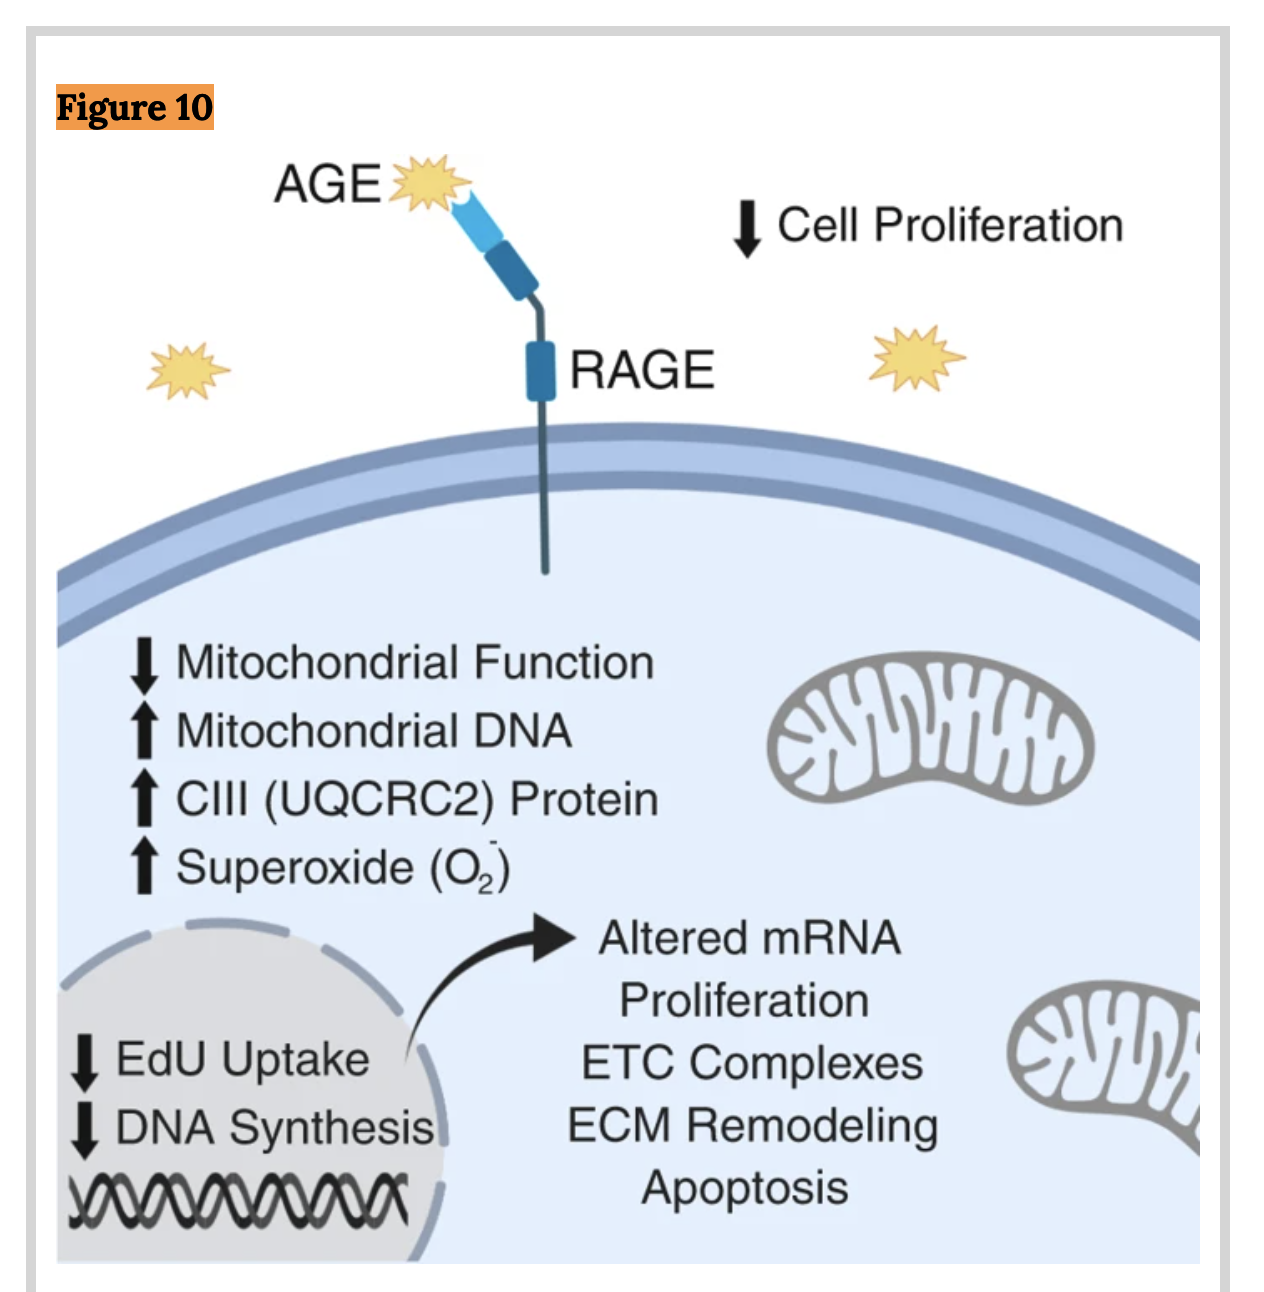 Figure 10
AGE
↓ Cell Proliferation
RAGE
↓ Mitochondrial Function
↑ Mitochondrial DNA
↑ CIII (UQCRC2) Protein
↑ Superoxide (O₂⁻)
Altered mRNA
Proliferation
ETC Complexes
ECM Remodeling
Apoptosis
↓ EdU Uptake
↓ DNA Synthesis